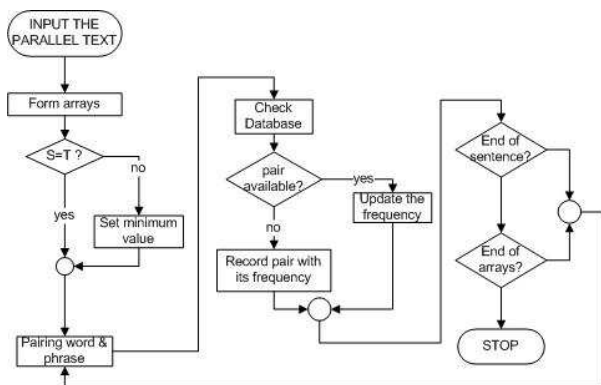 INPUT THE
PARALLEL TEXT
Form arrays
S=T ?
no
yes
Set minimum
value
Pairing word &
phrase
Check
Database
pair
available?
yes
Update the
frequency
no
Record pair with
its frequency
End of
sentence?
End of
arrays?
STOP